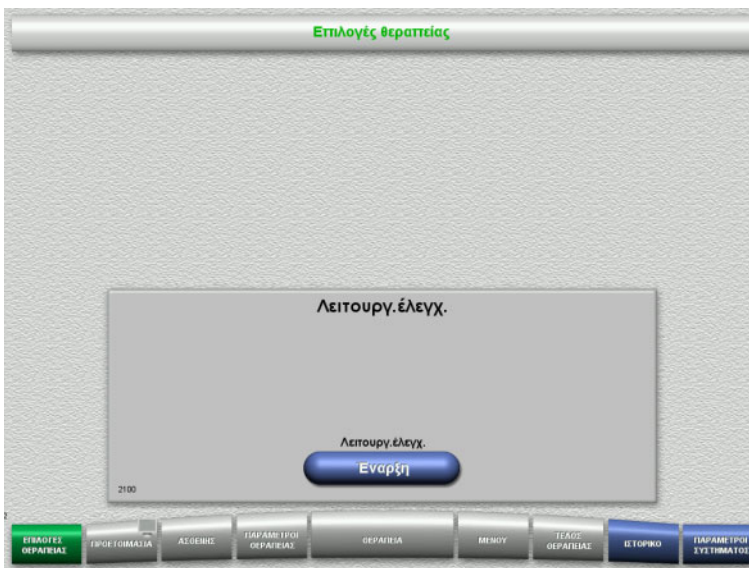 Επιλογές θεραπείας
Λειτουργ.έλεγχ.
Λειτουργ.έλεγχ.
Έναρξη
2100
ΕΠΙΛΟΓΕΣ
ΘΕΡΑΠΕΙΑΣ
ΠΡΟΕΤΟΙΜΑΣΙΑ
ΑΣΘΕΝΗΣ
ΠΑΡΑΜΕΤΡΟΙ
ΘΕΡΑΠΕΙΑΣ
ΘΕΡΑΠΕΙΑ
ΜΕΝΟΥ
ΤΕΛΟΣ
ΘΕΡΑΠΕΙΑΣ
ΙΣΤΟΡΙΚΟ
ΠΑΡΑΜΕΤΡΟΙ
ΣΥΣΤΗΜΑΤΟΣ